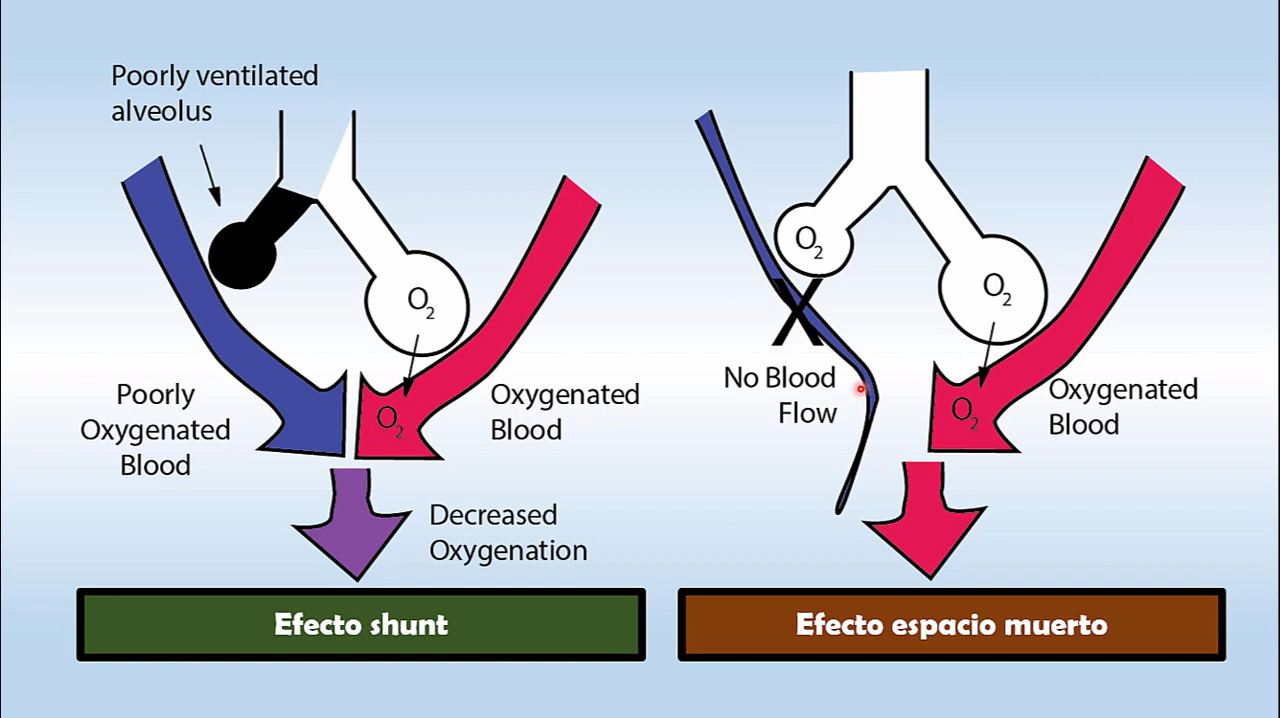 Poorly ventilated
alveolus
O2
O2
Poorly
Oxygenated
Blood
Oxygenated
Blood
Decreased
Oxygenation
Efecto shunt
O2
O2
O2
No Blood
Flow
Oxygenated
Blood
Efecto espacio muerto